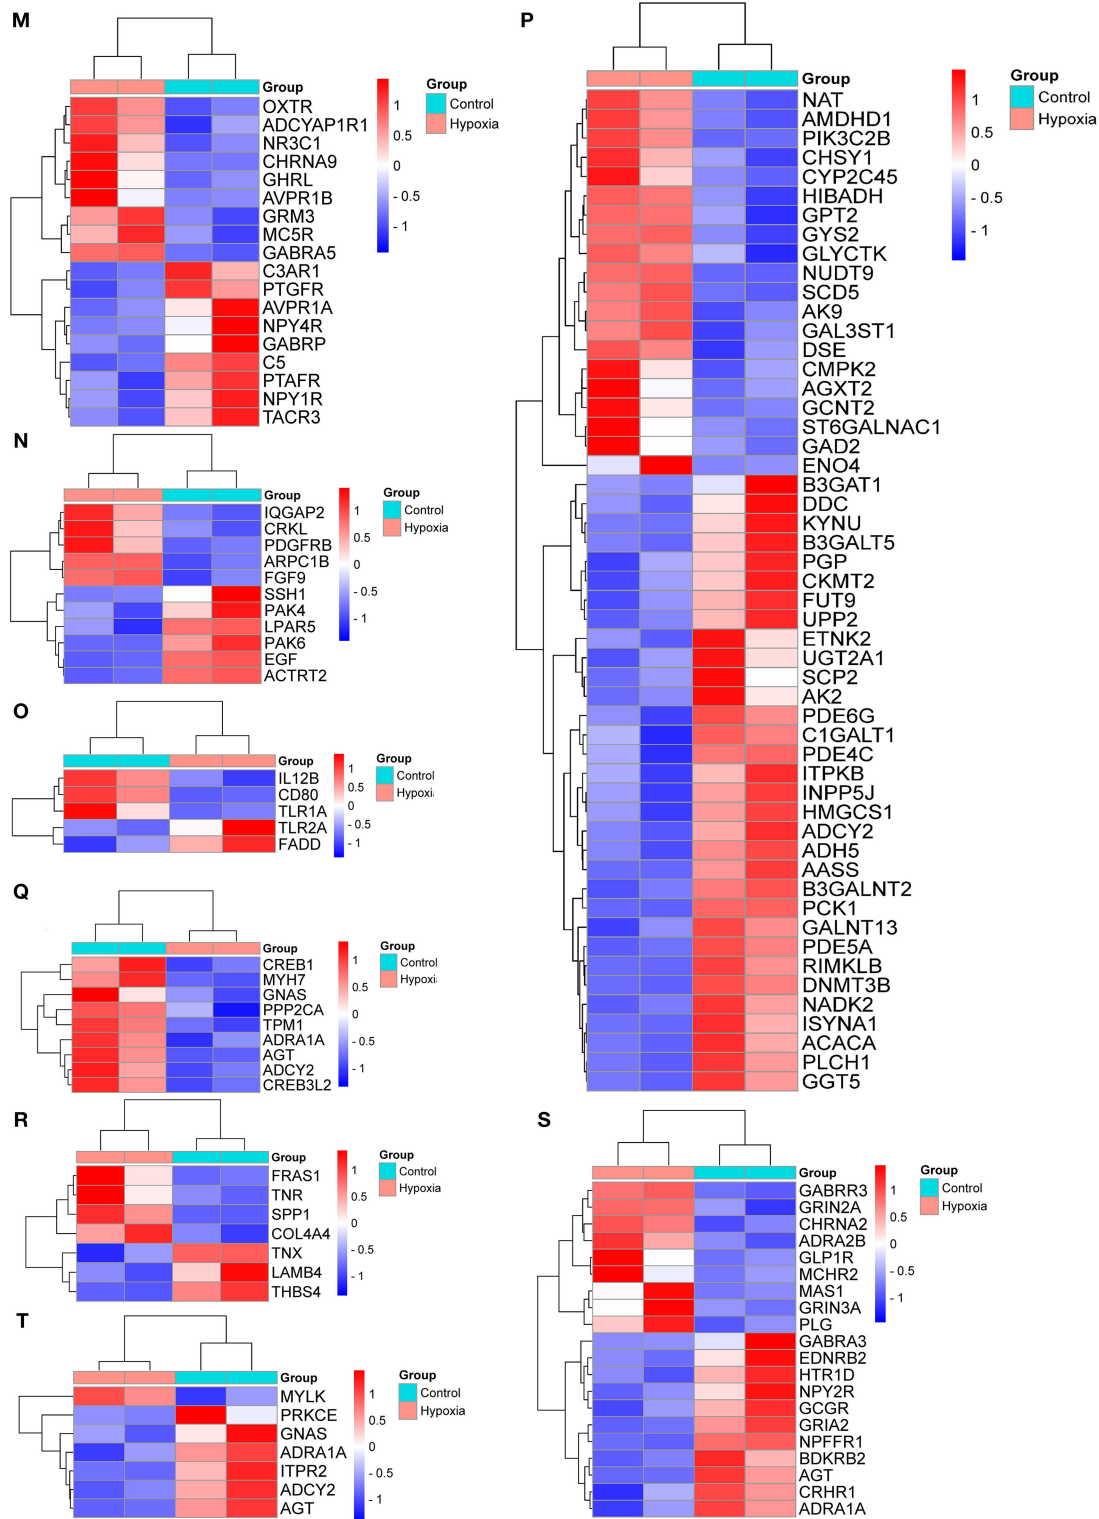 M
Group
OXTR
ADCYAP1R1
NR3C1
CHRNA9
GHRL
AVPR1B
GRM3
MC5R
GABRA5
C3AR1
PTGFR
AVPR1A
NPY4R
GABRP
C5
PTAFR
NPY1R
TACR3
1
0.5
0
- 0.5
- 1
Group
Control
Hypoxia
N
Group
IQGAP2
CRKL
PDGFRB
ARPC1B
FGF9
SSH1
PAK4
LPAR5
PAK6
EGF
ACTRT2
1
0.5
0
- 0.5
- 1
Group
Control
Hypoxia
O
Group
IL12B
CD80
TLR1A
TLR2A
FADD
1
0.5
0
- 0.5
- 1
Group
Control
Hypoxi
P
Group
NAT
AMDHD1
PIK3C2B
CHSY1
CYP2C45
HIBADH
GPT2
GYS2
GLYCTK
NUDT9
SCD5
AK9
GAL3ST1
DSE
CMPK2
AGXT2
GCNT2
ST6GALNAC1
GAD2
ENO4
B3GAT1
DDC
KYNU
B3GALT5
PGP
CKMT2
FUT9
UPP2
ETNK2
UGT2A1
SCP2
AK2
PDE6G
C1GALT1
PDE4C
ITPKB
INPP5J
HMGCS1
ADCY2
ADH5
AASS
B3GALNT2
PCK1
GALNT13
PDE5A
RIMKLB
DNMT3B
NADK2
ISYNA1
ACACA
PLCH1
GGT5
1
0.5
0
- 0.5
- 1
Group
Control
Hypoxia
Q
Group
CREB1
MYH7
GNAS
PPP2CA
TPM1
ADRA1A
AGT
ADCY2
CREB3L2
1
0.5
0
- 0.5
- 1
Group
Control
Hypoxi
R
Group
FRAS1
TNR
SPP1
COL4A4
TNX
LAMB4
THBS4
1
0.5
0
- 0.5
- 1
Group
Control
Hypoxia
S
Group
GABRR3
GRIN2A
CHRNA2
ADRA2B
GLP1R
MCHR2
MAS1
GRIN3A
PLG
GABRA3
EDNRB2
HTR1D
NPY2R
GCGR
GRIA2
NPFFR1
BDKRB2
AGT
CRHR1
ADRA1A
1
0.5
0
- 0.5
- 1
Group
Control
Hypoxia
T
Group
MYLK
PRKCE
GNAS
ADRA1A
ITPR2
ADCY2
AGT
1
0.5
0
- 0.5
- 1
Group
Control
Hypoxia